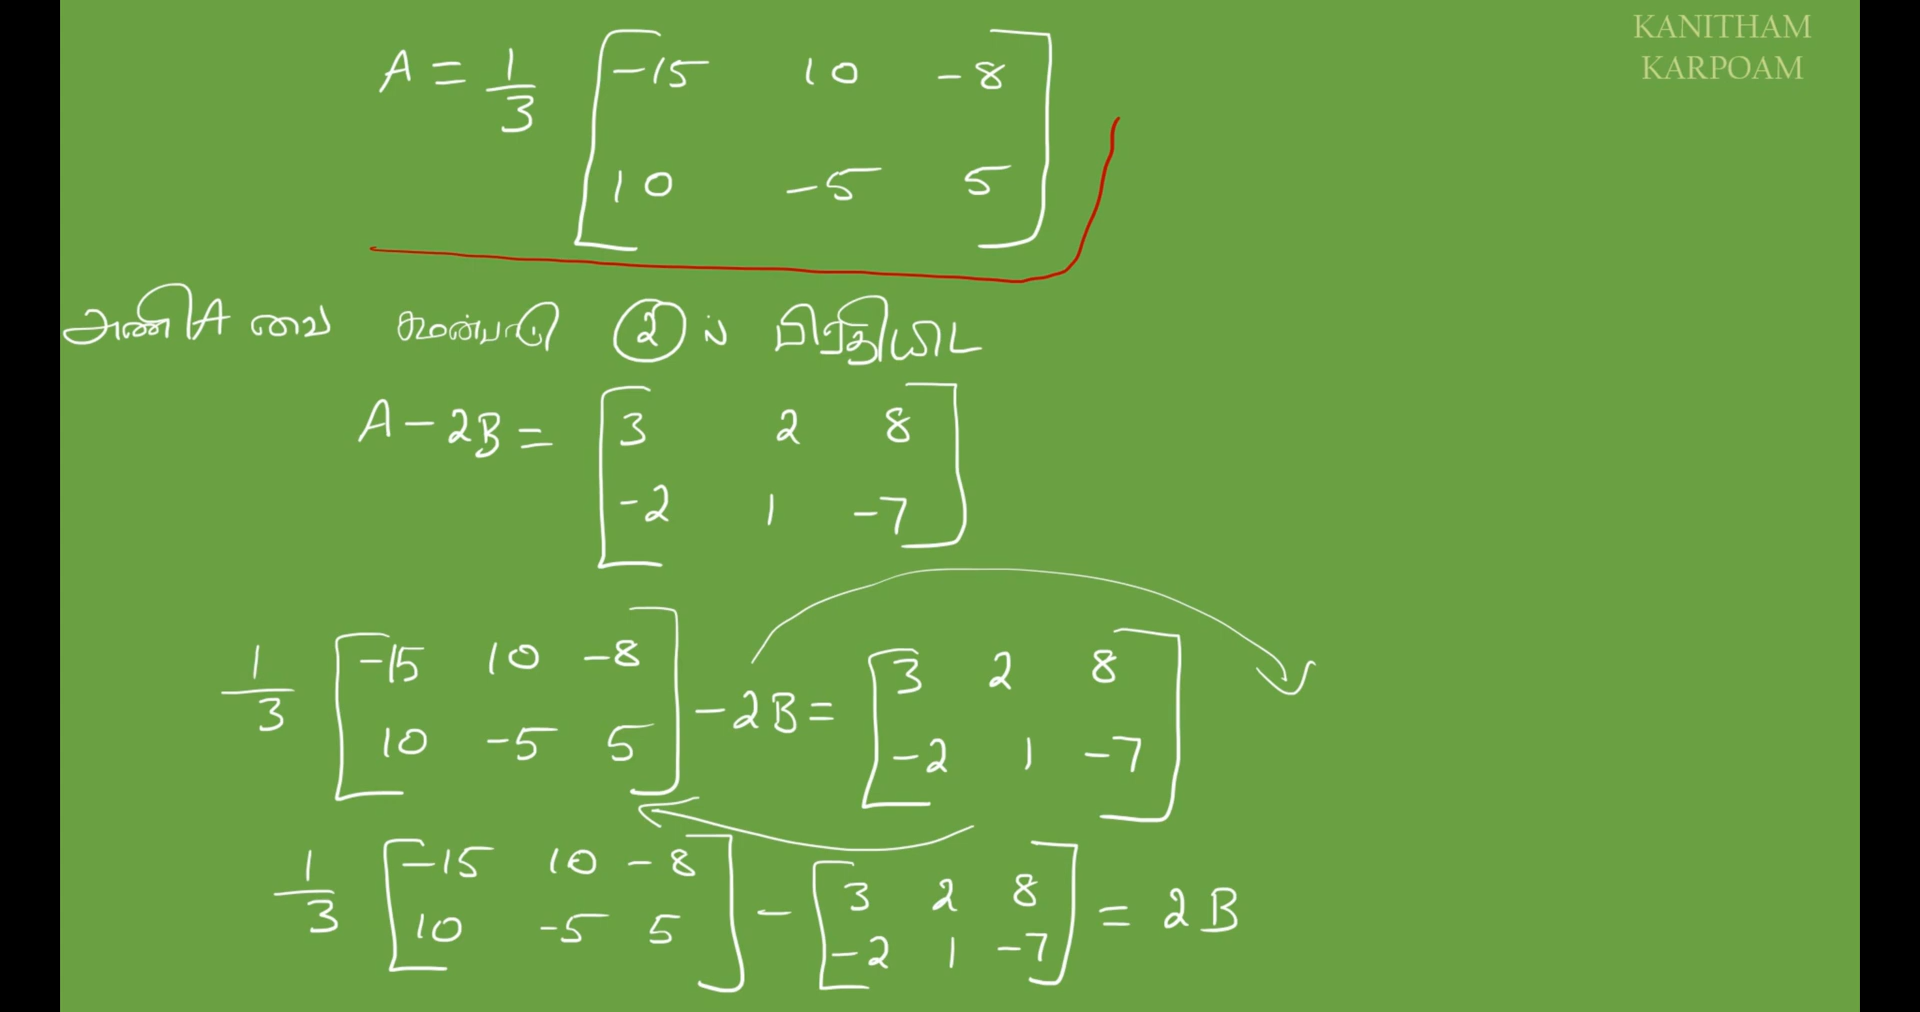 KANITHAM
KARPOAM
A = 1/3 [ -15 10 -8
10 -5 5 ]
அணி A வை சமன்பாடு ② ல் பிரதியிட
A - 2B = [ 3 2 8
-2 1 -7 ]
1/3 [ -15 10 -8
10 -5 5 ] - 2B = [ 3 2 8
-2 1 -7 ]
1/3 [ -15 10 -8
10 -5 5 ] - [ 3 2 8
-2 1 -7 ] = 2B